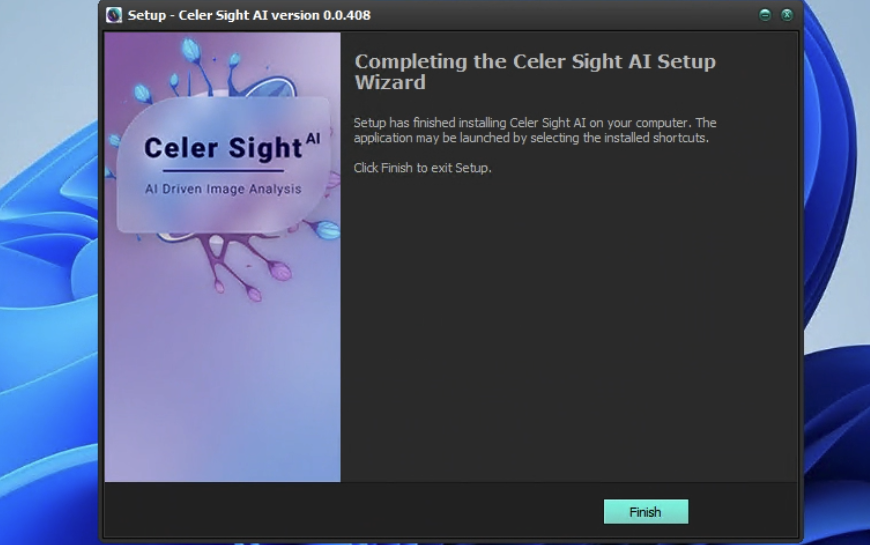 Setup - Celer Sight AI version 0.0.408
Completing the Celer Sight AI Setup
Wizard
Celer Sight AI
AI Driven Image Analysis
Setup has finished installing Celer Sight AI on your computer. The
application may be launched by selecting the installed shortcuts.
Click Finish to exit Setup.
Finish